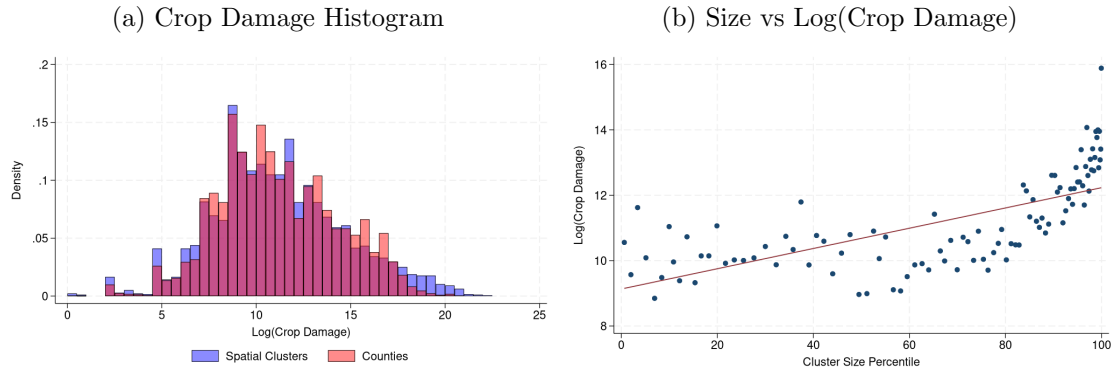 (a) Crop Damage Histogram
.2
.15
.1
.05
0
Density
0 5 10 15 20 25
Log(Crop Damage)
Spatial Clusters Counties
(b) Size vs Log(Crop Damage)
16
14
12
10
8
Log(Crop Damage)
0 20 40 60 80 100
Cluster Size Percentile